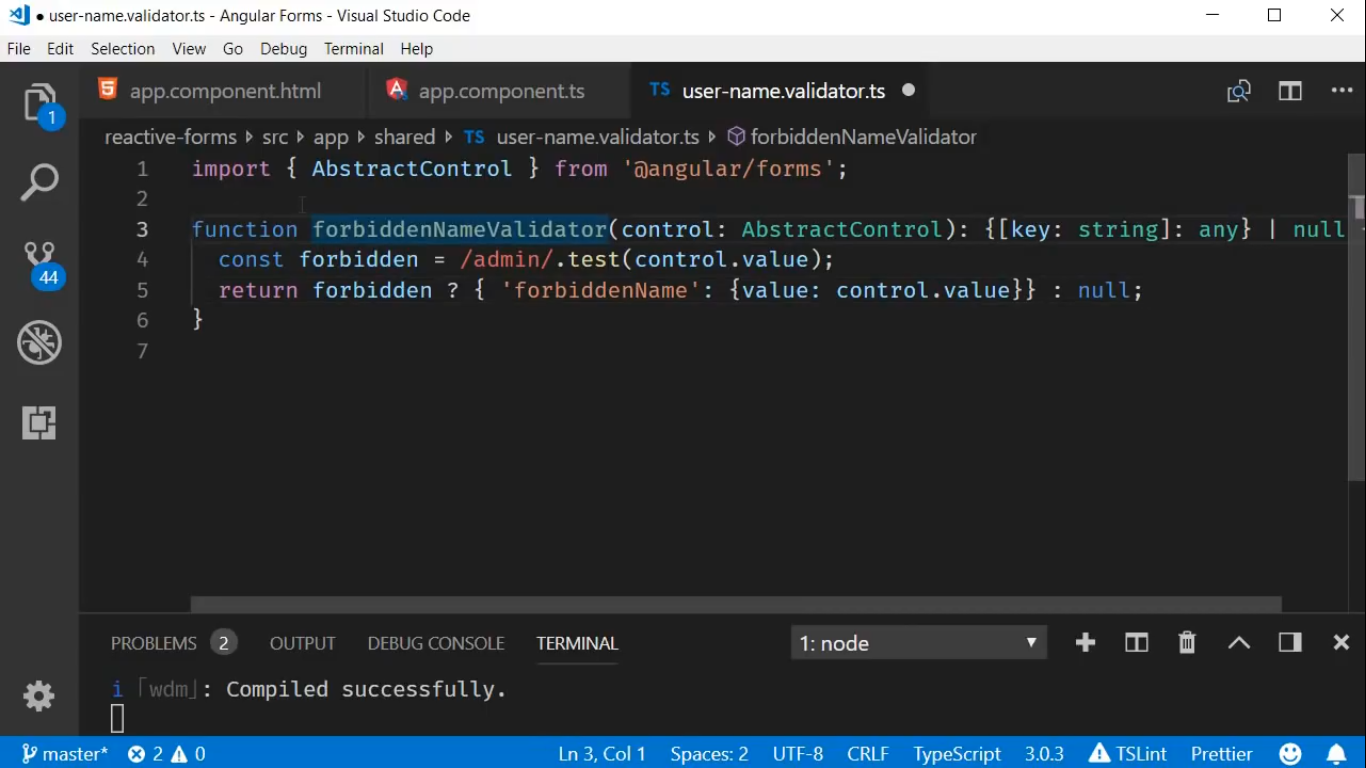 ● user-name.validator.ts - Angular Forms - Visual Studio Code
File Edit Selection View Go Debug Terminal Help
app.component.html app.component.ts TS user-name.validator.ts ●
reactive-forms src app shared TS user-name.validator.ts forbiddenNameValidator
1 import { AbstractControl } from '@angular/forms';
2
3 function forbiddenNameValidator(control: AbstractControl): {[key: string]: any} | null
4 const forbidden = /admin/.test(control.value);
5 return forbidden ? { 'forbiddenName': {value: control.value}} : null;
6 }
7
1
44
PROBLEMS 2 OUTPUT DEBUG CONSOLE TERMINAL 1: node
i ｢wdm｣: Compiled successfully.
master* 2 0 Ln 3, Col 1 Spaces: 2 UTF-8 CRLF TypeScript 3.0.3 TSLint Prettier